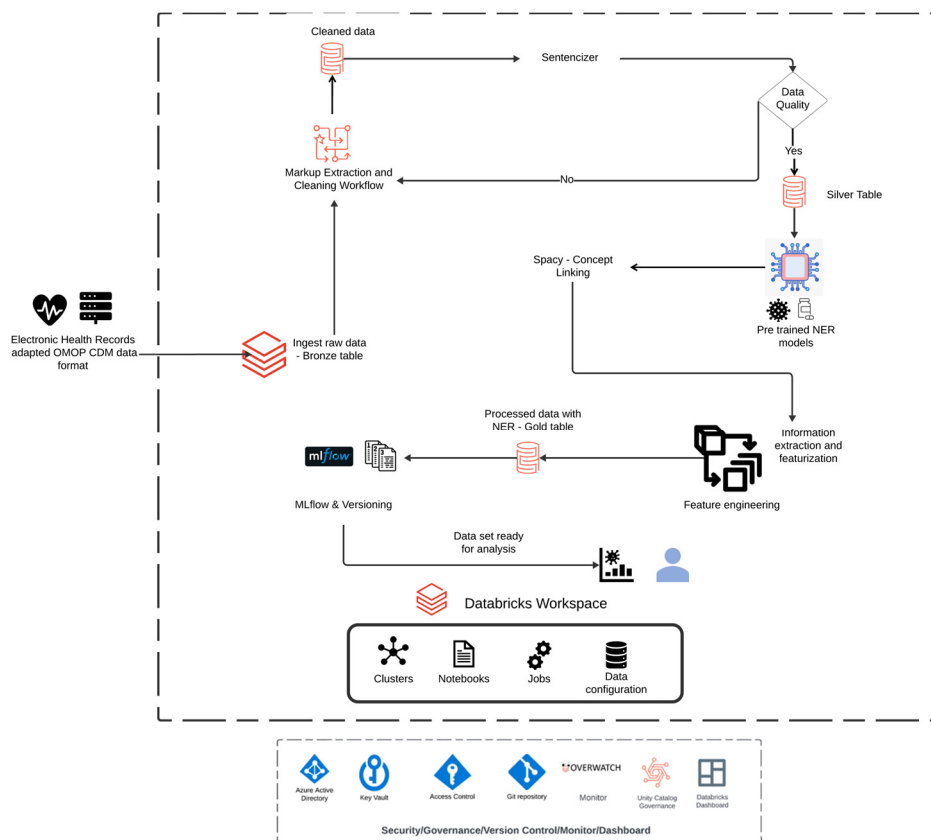 Cleaned data
Sentencizer
Data
Quality
Markup Extraction and
Cleaning Workflow
No
Yes
Silver Table
Spacy - Concept
Linking
Pre trained NER
models
Electronic Health Records
adapted OMOP CDM data
format
Ingest raw data
- Bronze table
Processed data with
NER - Gold table
Information
extraction and
featurization
mlflow
1
2
3
MLflow & Versioning
Feature engineering
Data set ready
for analysis
Databricks Workspace
Clusters
Notebooks
Jobs
Data
configuration
Azure Active
Directory
Key Vault
Access Control
Git repository
OVERWATCH
Monitor
Unity Catalog
Governance
Databricks
Dashboard
Security/Governance/Version Control/Monitor/Dashboard